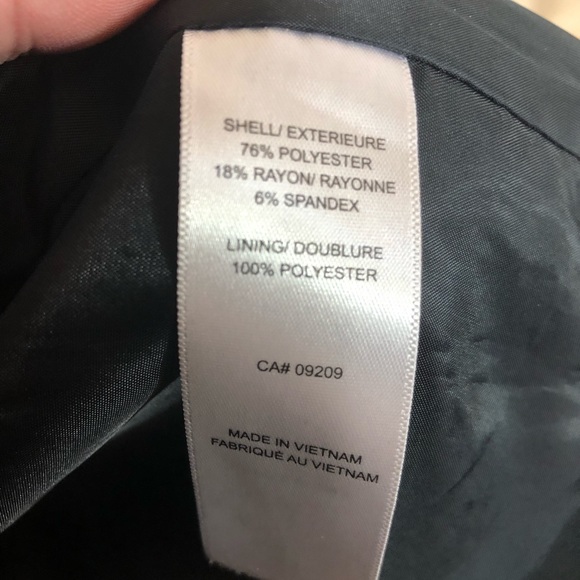 SHELL/ EXTERIEURE
76% POLYESTER
18% RAYON/ RAYONNE
6% SPANDEX
LINING/ DOUBLURE
100% POLYESTER
CA# 09209
MADE IN VIETNAM
FABRIQUÉ AU VIETNAM